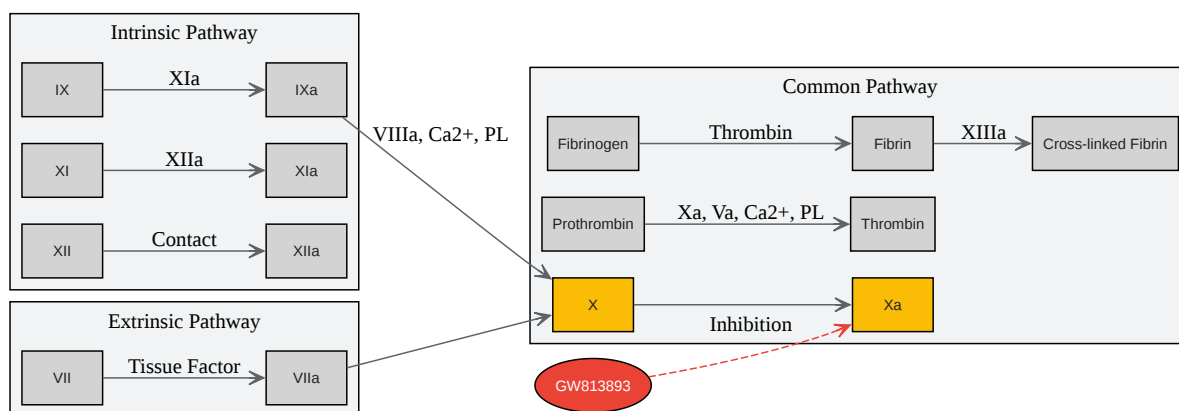 Intrinsic Pathway
IX
XIa
IXa
XI
XIIa
XIa
XII
Contact
XIIa
VIIIa, Ca2+, PL
Extrinsic Pathway
VII
Tissue Factor
VIIa
Common Pathway
Fibrinogen
Thrombin
Fibrin
XIIIa
Cross-linked Fibrin
Prothrombin
Xa, Va, Ca2+, PL
Thrombin
X
Inhibition
Xa
GW813893